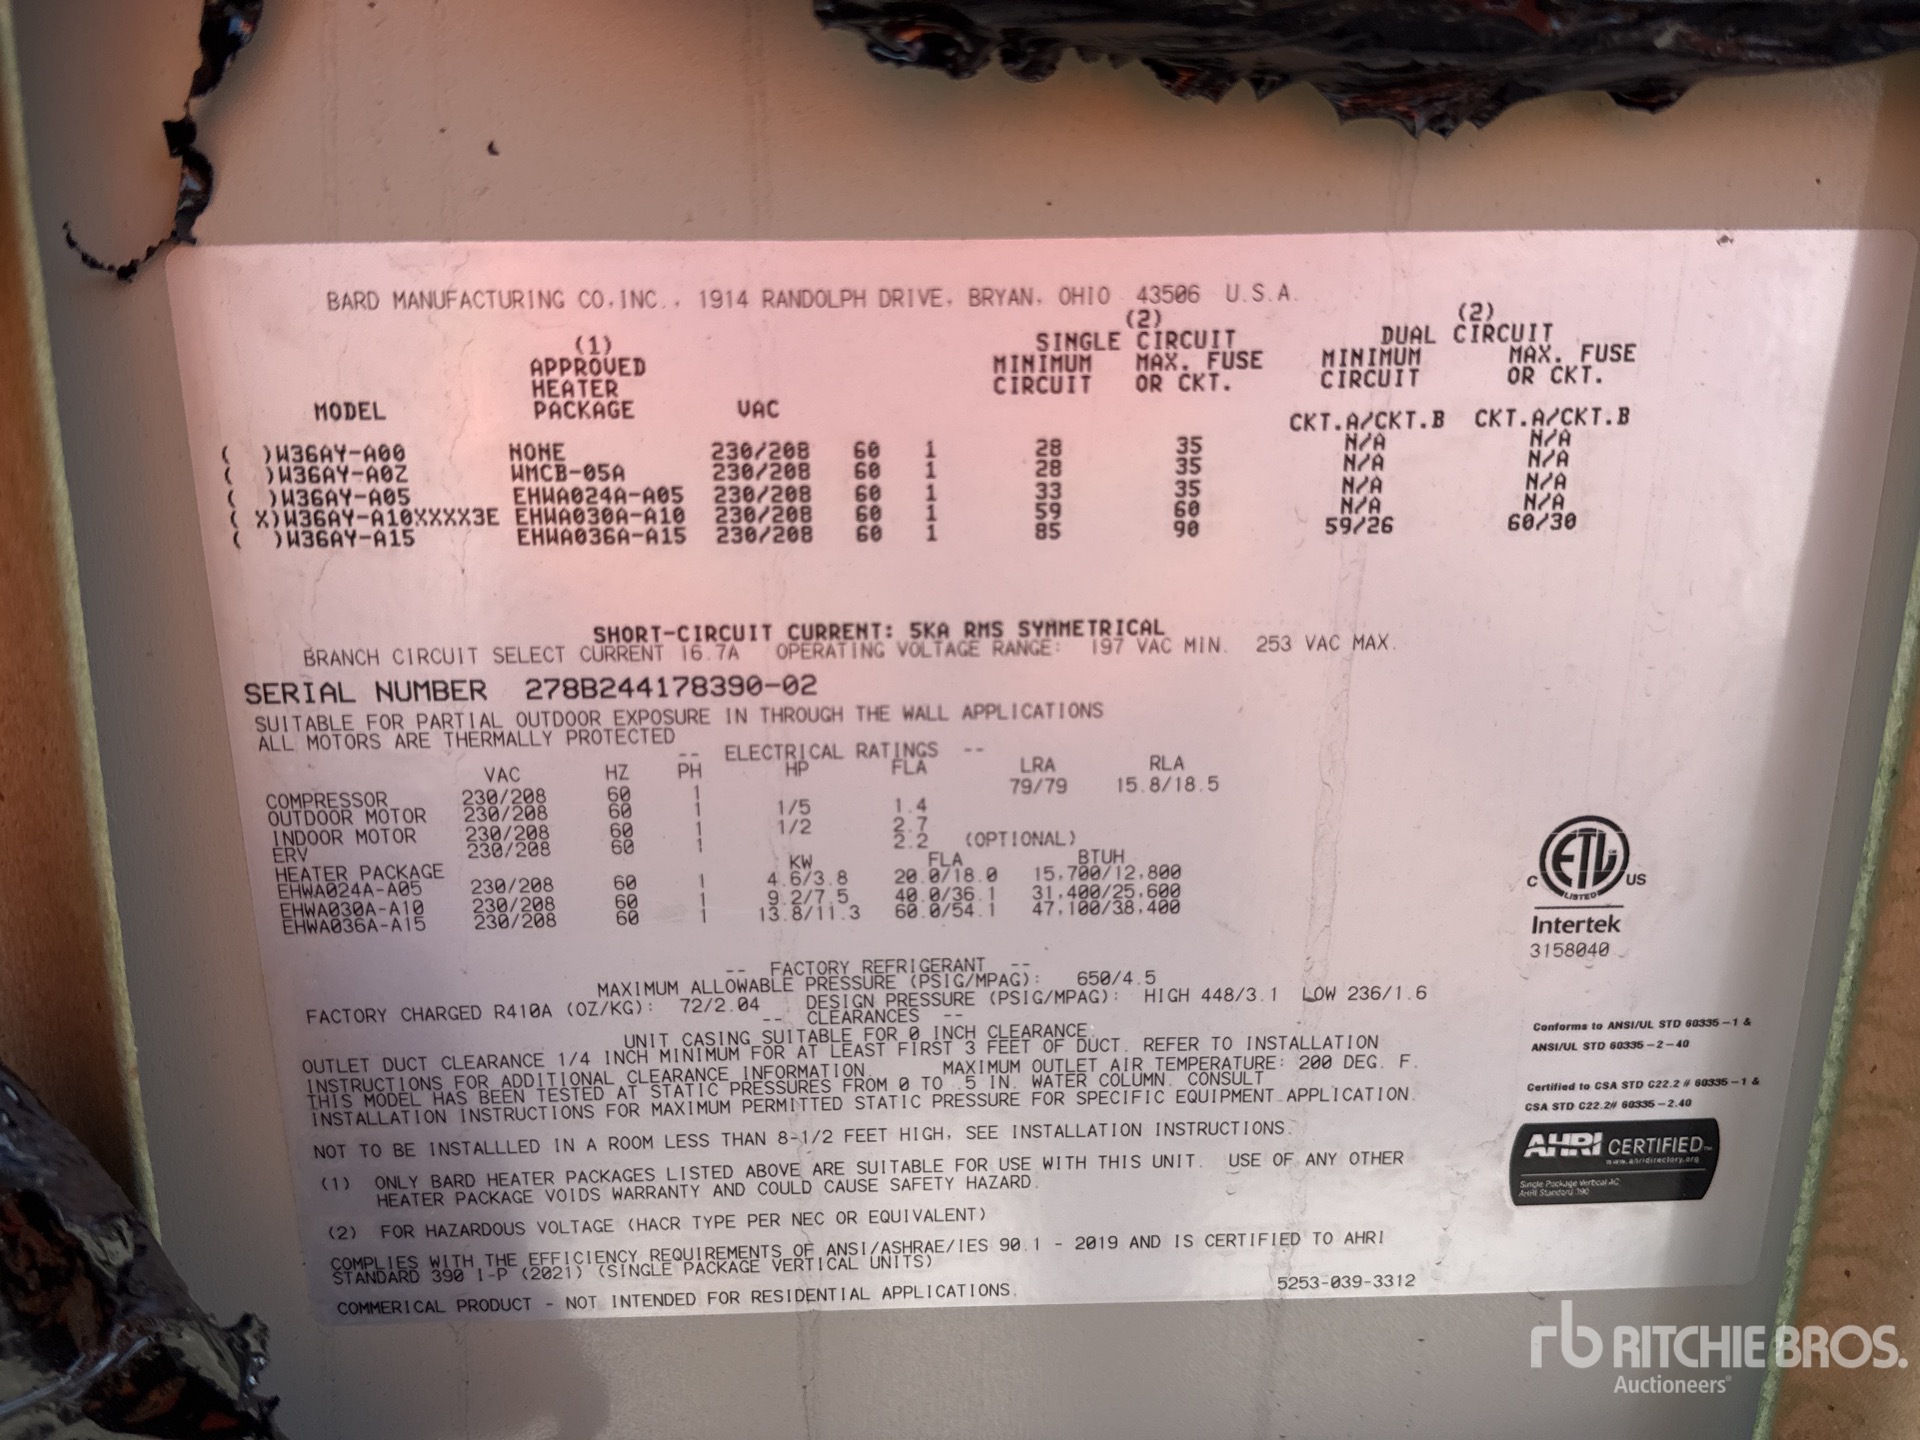 BARD MANUFACTURING CO.,INC., 1914 RANDOLPH DRIVE, BRYAN, OHIO 43506 U.S.A.
(2) (2)
(1) SINGLE CIRCUIT DUAL CIRCUIT
APPROVED MINIMUM MAX. FUSE MINIMUM MAX. FUSE
HEATER CIRCUIT OR CKT. CIRCUIT OR CKT.
MODEL PACKAGE VAC CKT.A/CKT.B CKT.A/CKT.B
( )W36AY-A00 NONE 230/208 60 1 28 35 N/A N/A
( )W36AY-A0Z WMCB-05A 230/208 60 1 28 35 N/A N/A
( )W36AY-A05 EHWA024A-A05 230/208 60 1 33 35 N/A N/A
( X)W36AY-A10XXXX3E EHWA030A-A10 230/208 60 1 59 60 N/A N/A
( )W36AY-A15 EHWA036A-A15 230/208 60 1 85 90 59/26 60/30
SHORT-CIRCUIT CURRENT: 5KA RMS SYMMETRICAL
BRANCH CIRCUIT SELECT CURRENT 16.7A OPERATING VOLTAGE RANGE: 197 VAC MIN. 253 VAC MAX.
SERIAL NUMBER 278B244178390-02
SUITABLE FOR PARTIAL OUTDOOR EXPOSURE IN THROUGH THE WALL APPLICATIONS
ALL MOTORS ARE THERMALLY PROTECTED
-- ELECTRICAL RATINGS --
VAC HZ PH HP FLA LRA RLA
COMPRESSOR 230/208 60 1 79/79 15.8/18.5
OUTDOOR MOTOR 230/208 60 1 1/5 1.4
INDOOR MOTOR 230/208 60 1 1/2 2.7
ERV 230/208 60 1 2.2 (OPTIONAL)
HEATER PACKAGE KW FLA BTUH
EHWA024A-A05 230/208 60 1 4.6/3.8 20.0/18.0 15,700/12,800
EHWA030A-A10 230/208 60 1 9.2/7.5 40.0/36.1 31,400/25,600
EHWA036A-A15 230/208 60 1 13.8/11.3 60.0/54.1 47,100/38,400
-- FACTORY REFRIGERANT --
MAXIMUM ALLOWABLE PRESSURE (PSIG/MPAG): 650/4.5
FACTORY CHARGED R410A (OZ/KG): 72/2.04 DESIGN PRESSURE (PSIG/MPAG): HIGH 448/3.1 LOW 236/1.6
-- CLEARANCES --
UNIT CASING SUITABLE FOR 0 INCH CLEARANCE.
OUTLET DUCT CLEARANCE 1/4 INCH MINIMUM FOR AT LEAST FIRST 3 FEET OF DUCT. REFER TO INSTALLATION
INSTRUCTIONS FOR ADDITIONAL CLEARANCE INFORMATION. MAXIMUM OUTLET AIR TEMPERATURE: 200 DEG. F.
THIS MODEL HAS BEEN TESTED AT STATIC PRESSURES FROM 0 TO .5 IN. WATER COLUMN. CONSULT
INSTALLATION INSTRUCTIONS FOR MAXIMUM PERMITTED STATIC PRESSURE FOR SPECIFIC EQUIPMENT APPLICATION.
NOT TO BE INSTALLLED IN A ROOM LESS THAN 8-1/2 FEET HIGH, SEE INSTALLATION INSTRUCTIONS.
(1) ONLY BARD HEATER PACKAGES LISTED ABOVE ARE SUITABLE FOR USE WITH THIS UNIT. USE OF ANY OTHER
HEATER PACKAGE VOIDS WARRANTY AND COULD CAUSE SAFETY HAZARD.
(2) FOR HAZARDOUS VOLTAGE (HACR TYPE PER NEC OR EQUIVALENT)
COMPLIES WITH THE EFFICIENCY REQUIREMENTS OF ANSI/ASHRAE/IES 90.1 - 2019 AND IS CERTIFIED TO AHRI
STANDARD 390 I-P (2021) (SINGLE PACKAGE VERTICAL UNITS)
5253-039-3312
COMMERICAL PRODUCT - NOT INTENDED FOR RESIDENTIAL APPLICATIONS.
ETL
C US
LISTED
Intertek
3158040
Conforms to ANSI/UL STD 60335-1 &
ANSI/UL STD 60335-2-40
Certified to CSA STD C22.2 # 60335-1 &
CSA STD C22.2# 60335-2.40
AHRI CERTIFIED™
www.ahridirectory.org
Single Package Vertical AC
AHRI Standard 390
rb RITCHIE BROS.
Auctioneers®